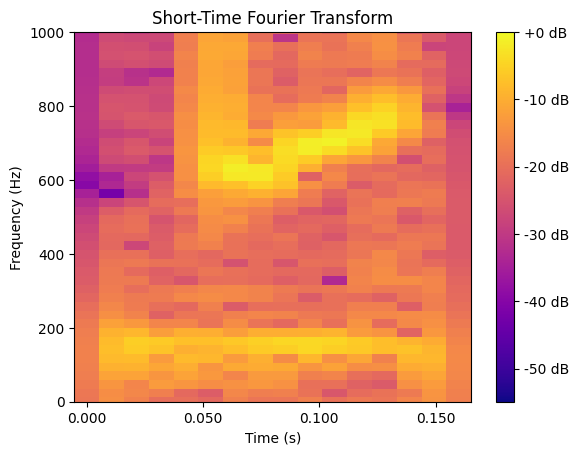 Short-Time Fourier Transform
1000
800
600
400
200
0
Frequency (Hz)
0.000
0.050
0.100
0.150
Time (s)
+0 dB
-10 dB
-20 dB
-30 dB
-40 dB
-50 dB